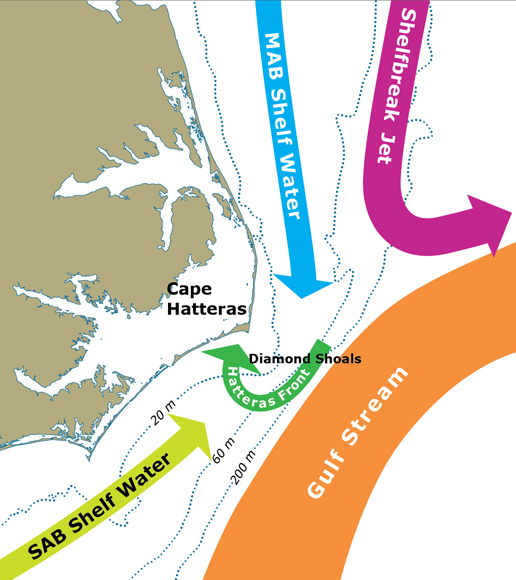 Shelfbreak Jet
MAB Shelf Water
Cape
Hatteras
Diamond Shoals
Hatteras Front
Gulf Stream
20 m
60 m
200 m
SAB Shelf Water